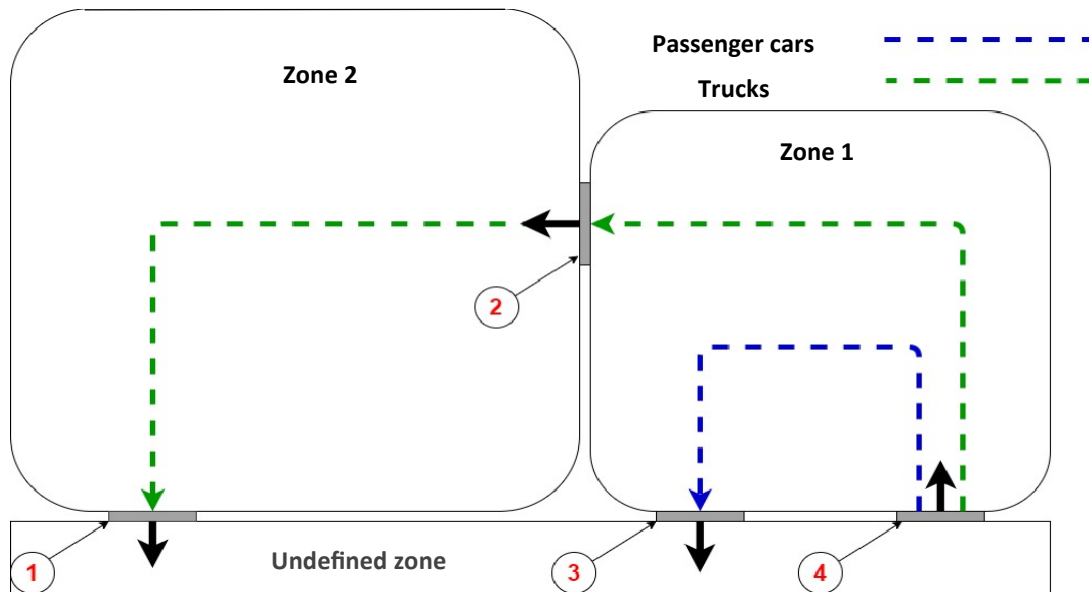 Passenger cars
Zone 2
Trucks
Zone 1
2
Undefined zone
1
3
4